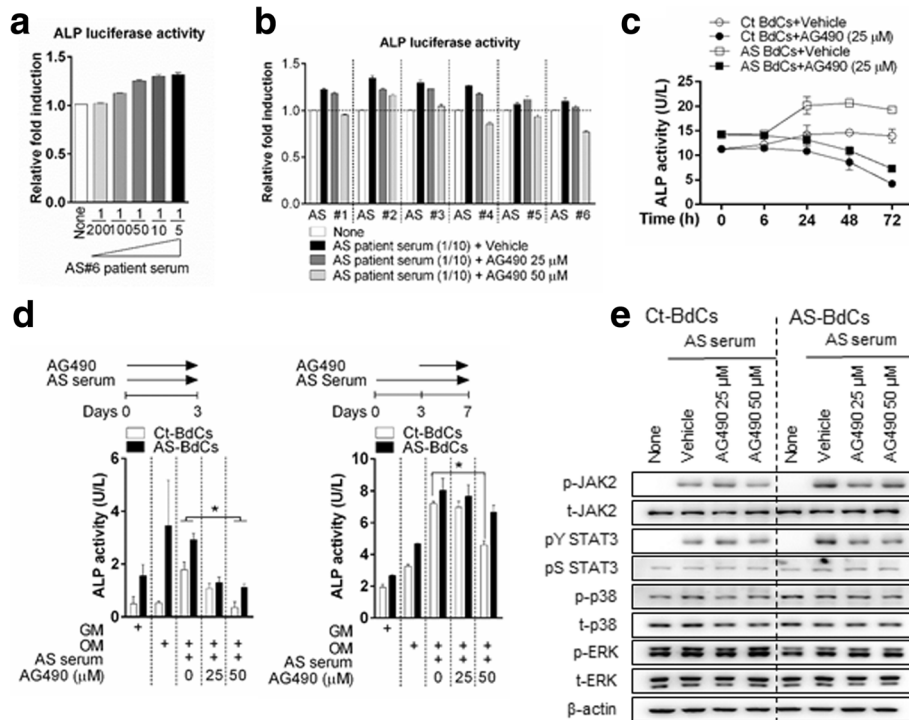 a
ALP luciferase activity
Relative fold induction
1.5
1.0
0.5
0.0
None
1 1 1 1 1
200 100 50 10 5
AS#6 patient serum
b
ALP luciferase activity
Relative fold induction
1.5
1.0
0.5
0.0
AS #1 AS #2 AS #3 AS #4 AS #5 AS #6
None
AS patient serum (1/10) + Vehicle
AS patient serum (1/10) + AG490 25 μM
AS patient serum (1/10) + AG490 50 μM
c
Ct BdCs+Vehicle
Ct BdCs+AG490 (25 μM)
AS BdCs+Vehicle
AS BdCs+AG490 (25 μM)
ALP activity (U/L)
25
20
15
10
5
0
Time (h) 0 6 24 48 72
d
AG490
AS Serum
Days 0 3
Ct-BdCs
AS-BdCs
ALP activity (U/L)
6
4
2
0
*
GM +
OM + + + +
AS serum + + +
AG490 (μM) 0 25 50
AG490
AS Serum
Days 0 3 7
Ct-BdCs
AS-BdCs
ALP activity (U/L)
10
8
6
4
2
0
*
GM +
OM + + + +
AS serum + + +
AG490 (μM) 0 25 50
e
Ct-BdCs AS-BdCs
AS serum AS serum
None Vehicle AG490 25 μM AG490 50 μM None Vehicle AG490 25 μM AG490 50 μM
p-JAK2
t-JAK2
pY STAT3
pS STAT3
p-p38
t-p38
p-ERK
t-ERK
β-actin